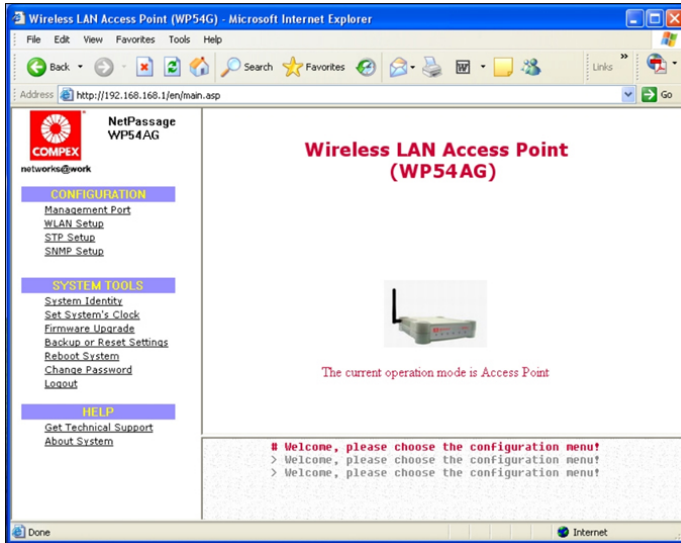 Wireless LAN Access Point (WP54G) - Microsoft Internet Explorer
File Edit View Favorites Tools Help
Back Search Favorites Links
Address http://192.168.168.1/en/main.asp Go
COMPEX
networks@work
NetPassage
WP54AG
CONFIGURATION
Management Port
WLAN Setup
STP Setup
SNMP Setup
SYSTEM TOOLS
System Identity
Set System's Clock
Firmware Upgrade
Backup or Reset Settings
Reboot System
Change Password
Logout
HELP
Get Technical Support
About System
Wireless LAN Access Point
(WP54AG)
The current operation mode is Access Point
# Welcome, please choose the configuration menu!
> Welcome, please choose the configuration menu!
> Welcome, please choose the configuration menu!
Done Internet